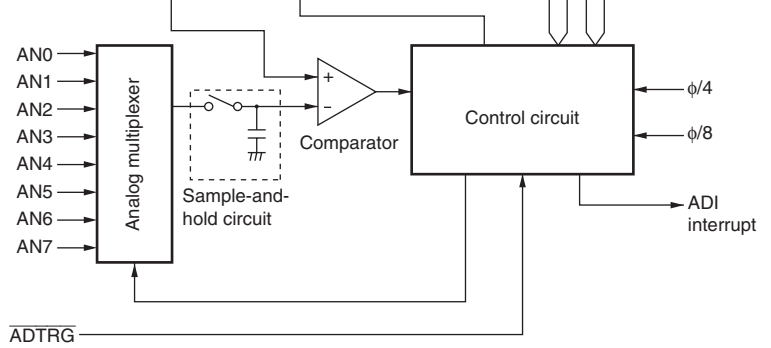 AN0
AN1
AN2
AN3
AN4
AN5
AN6
AN7
Analog multiplexer
Sample-and-
hold circuit
+
−
Comparator
Control circuit
ϕ/4
ϕ/8
ADI
interrupt
ADTRG